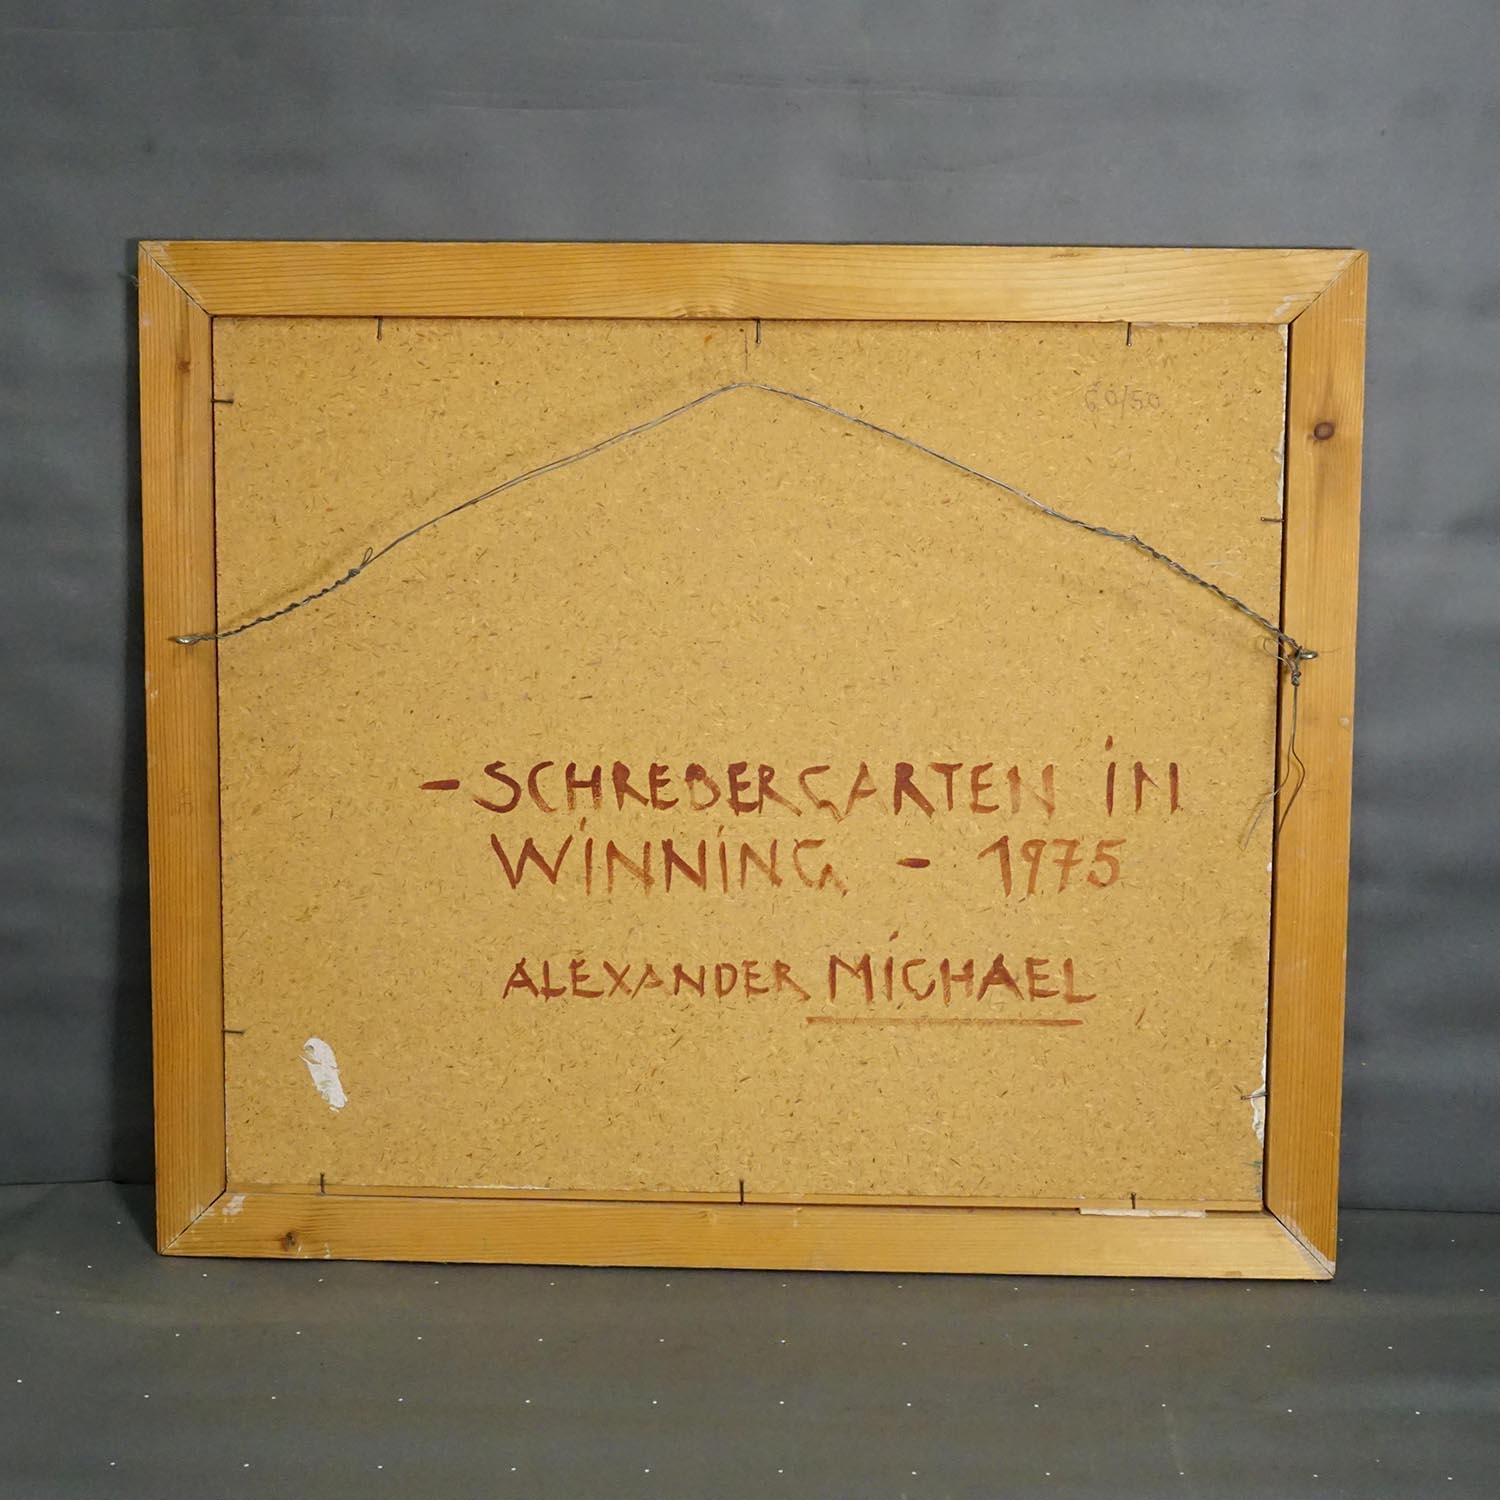 60/50
- SCHREBERGARTEN iN
WiNNiNG - 1975
ALEXANDER MiCHAEL